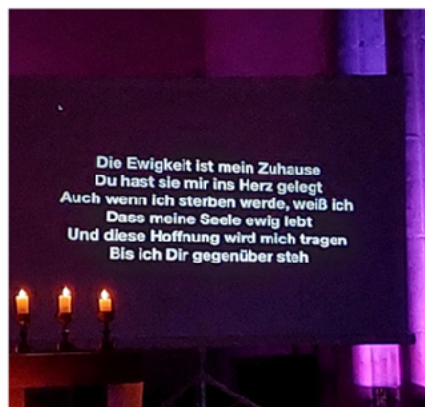 Die Ewigkeit ist mein Zuhause
Du hast sie mir ins Herz gelegt
Auch wenn ich sterben werde, weiß ich
Dass meine Seele ewig lebt
Und diese Hoffnung wird mich tragen
Bis ich Dir gegenüber steh